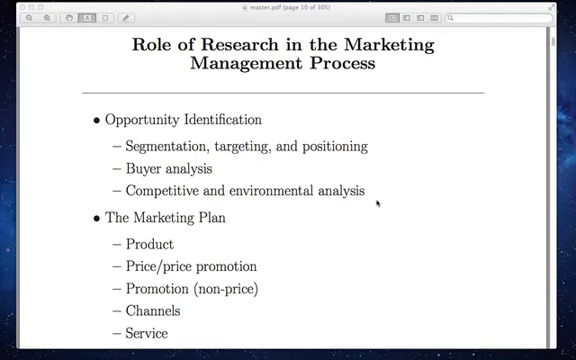 master.pdf (page 10 of 305)
Role of Research in the Marketing
Management Process
• Opportunity Identification
– Segmentation, targeting, and positioning
– Buyer analysis
– Competitive and environmental analysis
• The Marketing Plan
– Product
– Price/price promotion
– Promotion (non-price)
– Channels
– Service